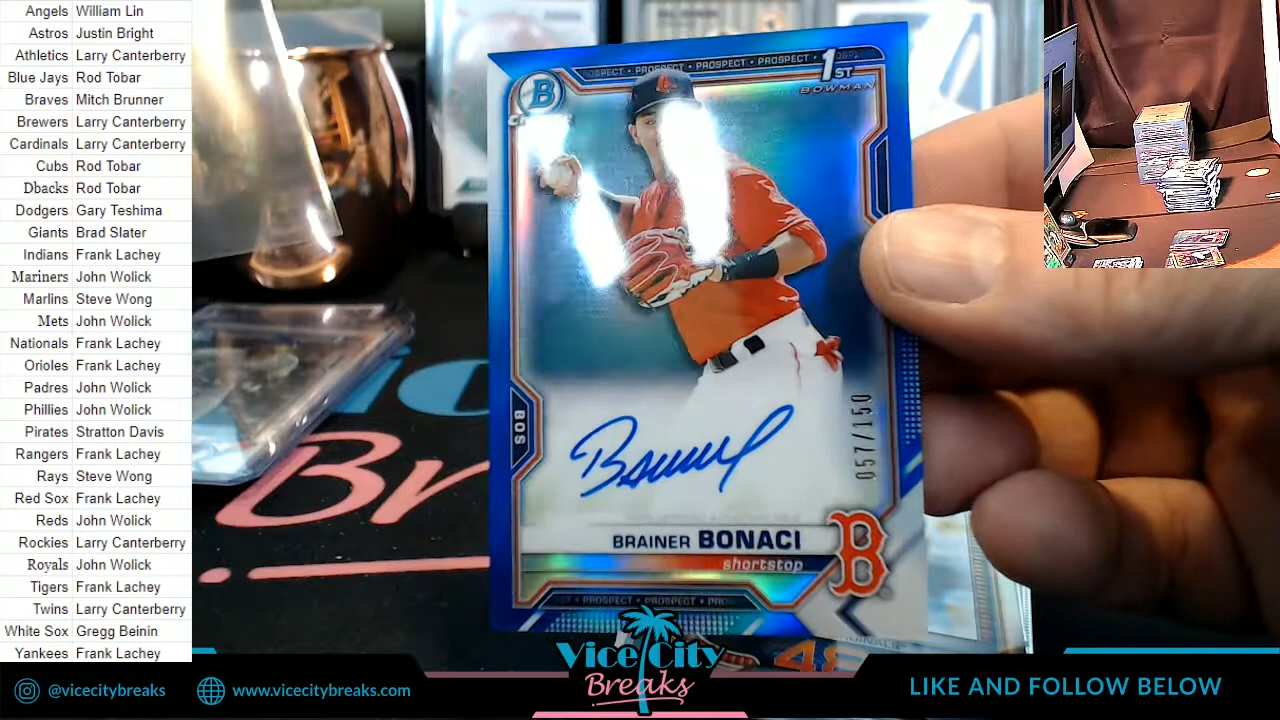 Angels William Lin
Astros Justin Bright
Athletics Larry Canterberry
Blue Jays Rod Tobar
Braves Mitch Brunner
Brewers Larry Canterberry
Cardinals Larry Canterberry
Cubs Rod Tobar
Dbacks Rod Tobar
Dodgers Gary Teshima
Giants Brad Slater
Indians Frank Lachey
Mariners John Wolick
Marlins Steve Wong
Mets John Wolick
Nationals Frank Lachey
Orioles Frank Lachey
Padres John Wolick
Phillies John Wolick
Pirates Stratton Davis
Rangers Frank Lachey
Rays Steve Wong
Red Sox Frank Lachey
Reds John Wolick
Rockies Larry Canterberry
Royals John Wolick
Tigers Frank Lachey
Twins Larry Canterberry
White Sox Gregg Beinin
Yankees Frank Lachey
PROSPECT • PROSPECT • PROSPECT
1ST
BOWMAN
B
BOS
057/150
BRAINER BONACI
shortstop
B
PROSPECT • PROSPECT
Vice City
Breaks
@vicecitybreaks
www.vicecitybreaks.com
LIKE AND FOLLOW BELOW